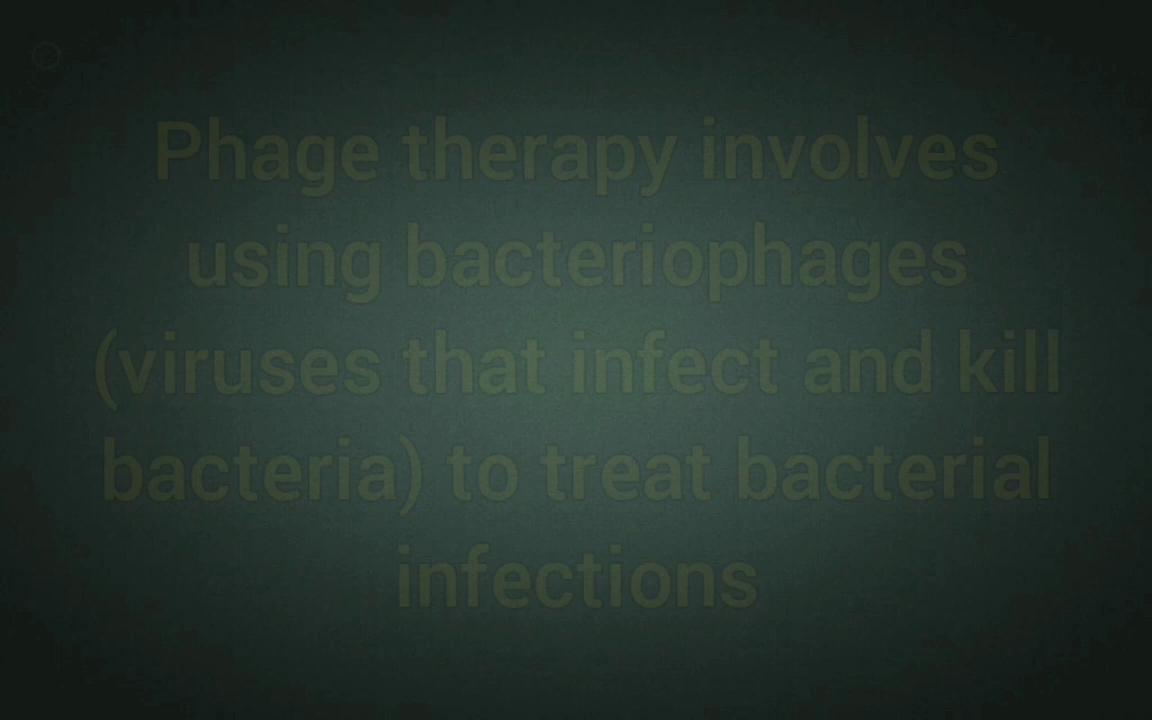 Phage therapy involves
using bacteriophages
(viruses that infect and kill
bacteria) to treat bacterial
infections